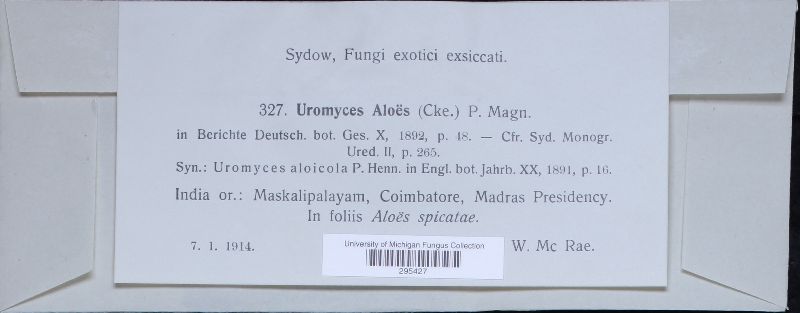 Sydow, Fungi exotici exsiccati.
327. Uromyces Aloës (Cke.) P. Magn.
in Berichte Deutsch. bot. Ges. X, 1892, p. 48. — Cfr. Syd. Monogr.
Ured. II, p. 265.
Syn.: Uromyces aloicola P. Henn. in Engl. bot. Jahrb. XX, 1891, p. 16.
India or.: Maskalipalayam, Coimbatore, Madras Presidency.
In foliis Aloës spicatae.
7. 1. 1914. W. Mc Rae.
University of Michigan Fungus Collection
295427